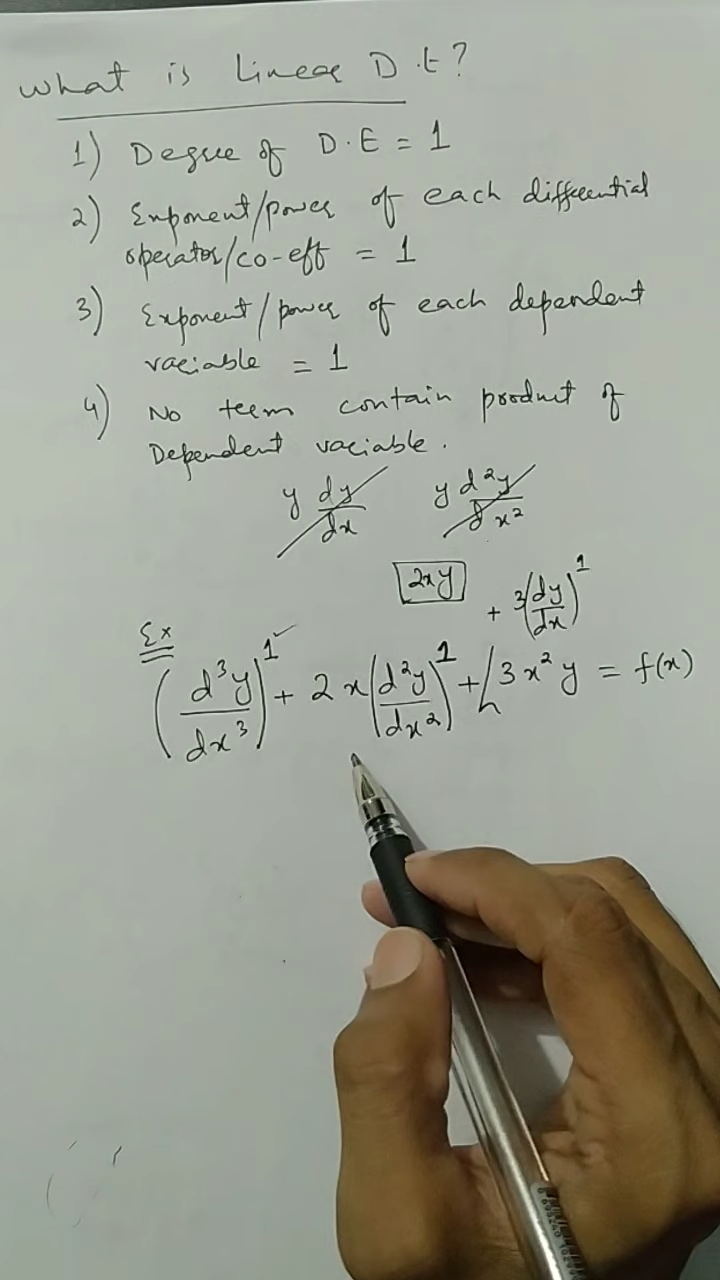 What is Linear D.E?
1) Degree of D.E = 1
2) Exponent/power of each differential
operator/co-eff = 1
3) Exponent/power of each dependent
variable = 1
4) No term contain product of
Dependent variable.
y dy/dx y d²y/dx²
2xy
+ 3(dy/dx)¹
Ex
(d³y/dx³)¹ ✓ + 2x(d²y/dx²)¹ + 3x²y = f(x)